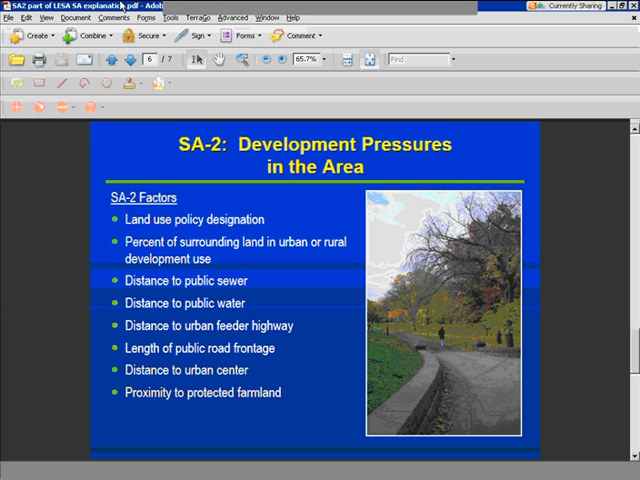 SA2 part of LESA SA explanation.pdf - Adob
Currently Sharing
Edit View Document Comments Forms Tools TerraGo Advanced Window Help
Create Combine Secure Sign Forms Comment
6 / 7 65.7% Find
SA-2: Development Pressures
in the Area
SA-2 Factors
Land use policy designation
Percent of surrounding land in urban or rural
development use
Distance to public sewer
Distance to public water
Distance to urban feeder highway
Length of public road frontage
Distance to urban center
Proximity to protected farmland